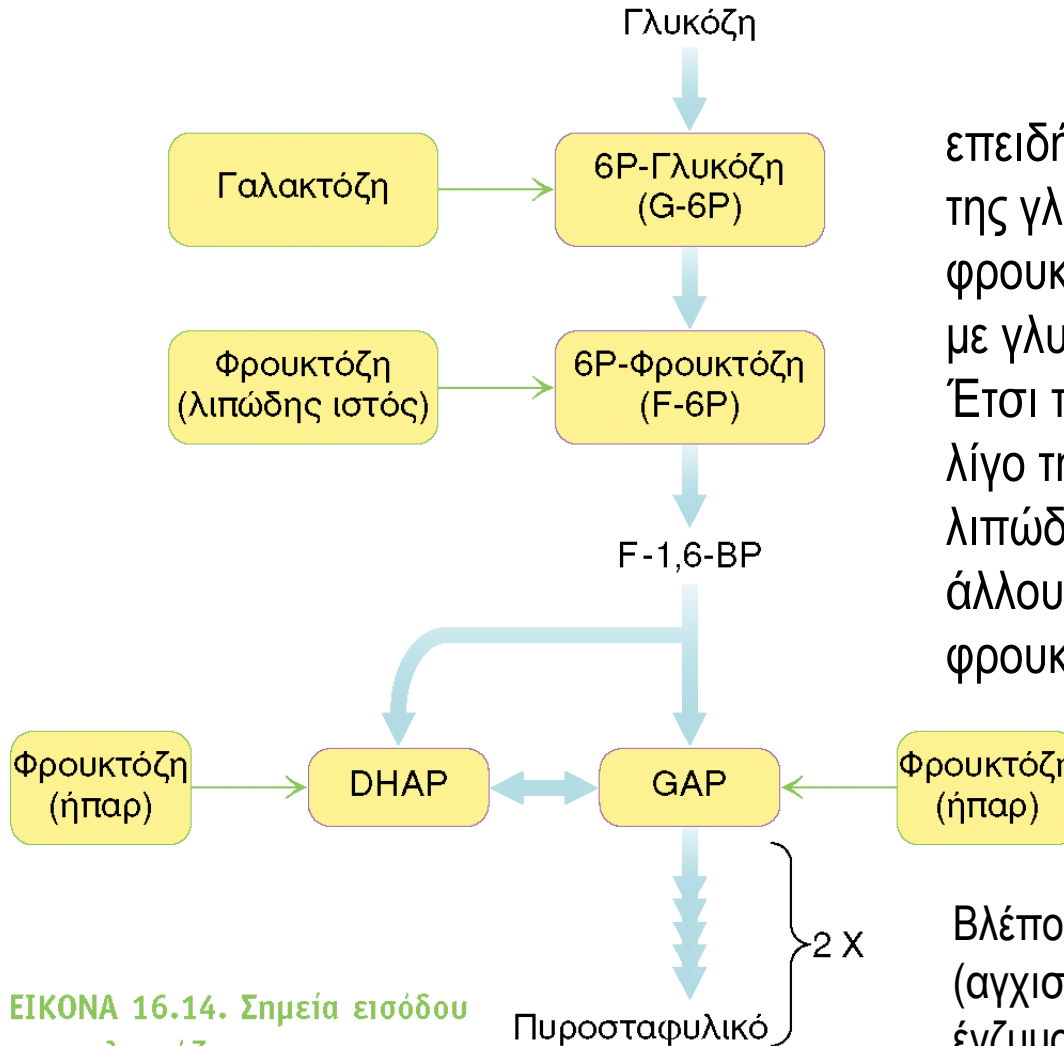 Γλυκόζη
Γαλακτόζη
6P-Γλυκόζη
(G-6P)
Φρουκτόζη
(λιπώδης ιστός)
6P-Φρουκτόζη
(F-6P)
F-1,6-BP
Φρουκτόζη
(ήπαρ)
DHAP
GAP
Φρουκτόζη
(ήπαρ)
2 X
Πυροσταφυλικό
ΕΙΚΟΝΑ 16.14. Σημεία εισόδου
επειδή
της γλ
φρουκ
με γλυ
Έτσι π
λίγο τη
λιπώδ
άλλου
φρουκ
Βλέπο
(αγχισ